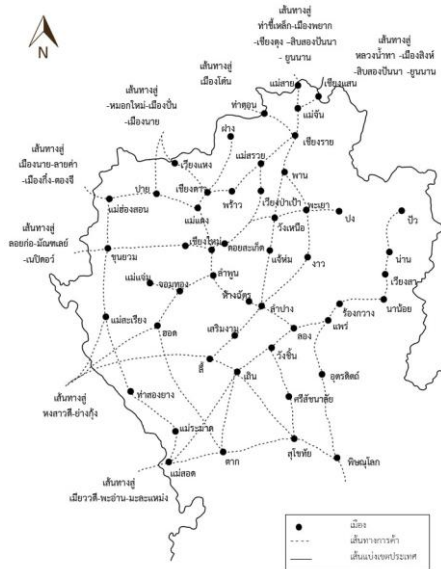 เส้นทางสู่
ท่าขี้เหล็ก-เมืองพยาก
-เชียงตุง -สิบสองปันนา
- ยูนนาน
เส้นทางสู่
หลวงน้ำทา -เมืองสิงห์
-สิบสองปันนา -ยูนนาน
เส้นทางสู่
เมืองโต๋น
เส้นทางสู่
-หมอกใหม่-เมืองปั่น
-เมืองนาย
เส้นทางสู่
เมืองนาย-ลายค่า
-เมืองกึ๋ง-ตองจี
เส้นทางสู่
ลอยก่อ-มัณฑเลย์
-เนปิดอว์
N
แม่สาย
เชียงแสน
ท่าตอน
แม่จัน
ฝาง
เชียงราย
เวียงแหง
แม่สรวย
พาน
ปาย
เชียงดาว
พร้าว
เวียงป่าเป้า
พะเยา
ปง
ปัว
แม่ฮ่องสอน
แม่แตง
วังเหนือ
ขุนยวม
เชียงใหม่
ดอยสะเก็ด
แจ้ห่ม
งาว
น่าน
แม่แจ่ม
จอมทอง
ลำพูน
เวียงสา
ห้างฉัตร
ลำปาง
ร้องกวาง
นาน้อย
แม่สะเรียง
ฮอด
เสริมงาม
ลอง
แพร่
ลี้
วังชิ้น
เถิน
อุตรดิตถ์
เส้นทางสู่
หงสาวดี-ย่างกุ้ง
ท่าสองยาง
ศรีสัชนาลัย
แม่ระมาด
แม่สอด
ตาก
สุโขทัย
พิษณุโลก
เส้นทางสู่
เมียวดี-พะอ่าน-มะละแหม่ง
เมือง
เส้นทางการค้า
เส้นแบ่งเขตประเทศ